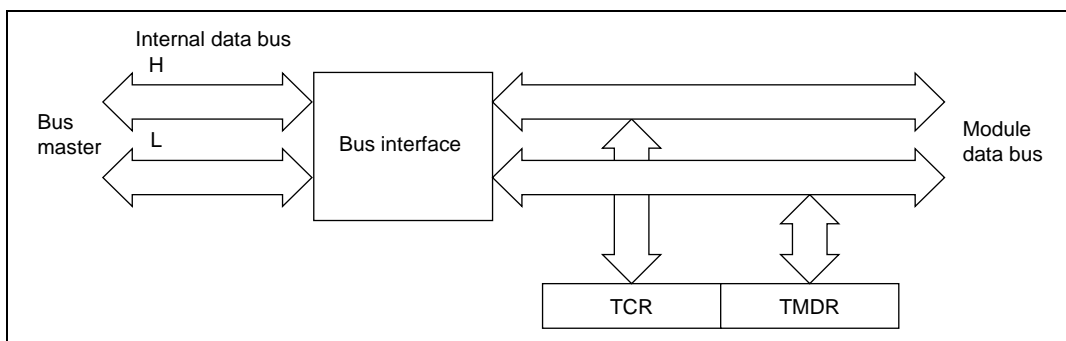 Internal data bus
H
Bus
master
L
Bus interface
Module
data bus
TCR
TMDR